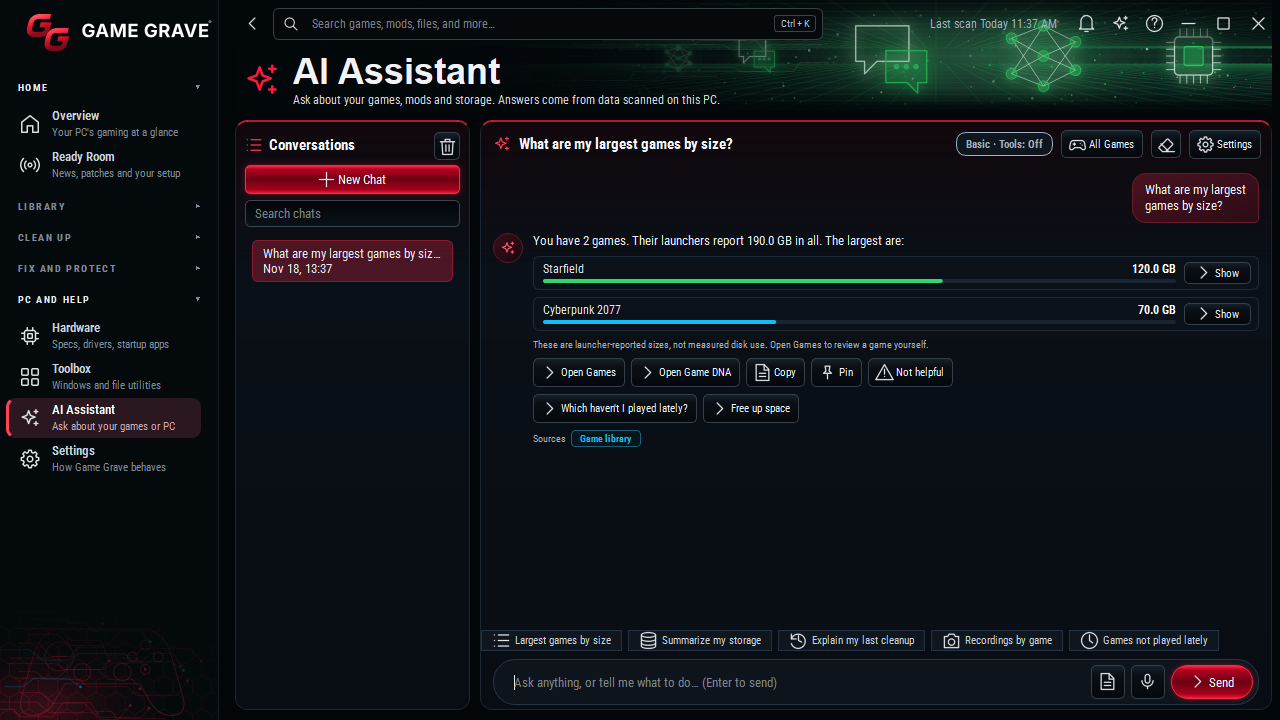 GAME GRAVE
Search games, mods, files, and more...
Ctrl + K
Last scan Today 11:37 AM
AI Assistant
Ask about your games, mods and storage. Answers come from data scanned on this PC.
HOME
Overview
Your PC's gaming at a glance
Ready Room
News, patches and your setup
LIBRARY
CLEAN UP
FIX AND PROTECT
PC AND HELP
Hardware
Specs, drivers, startup apps
Toolbox
Windows and file utilities
AI Assistant
Ask about your games or PC
Settings
How Game Grave behaves
Conversations
New Chat
Search chats
What are my largest games by siz...
Nov 18, 13:37
What are my largest games by size?
Basic · Tools: Off
All Games
Settings
What are my largest
games by size?
You have 2 games. Their launchers report 190.0 GB in all. The largest are:
Starfield
120.0 GB
Show
Cyberpunk 2077
70.0 GB
Show
These are launcher-reported sizes, not measured disk use. Open Games to review a game yourself.
Open Games
Open Game DNA
Copy
Pin
Not helpful
Which haven't I played lately?
Free up space
Sources
Game library
Largest games by size
Summarize my storage
Explain my last cleanup
Recordings by game
Games not played lately
Ask anything, or tell me what to do... (Enter to send)
Send